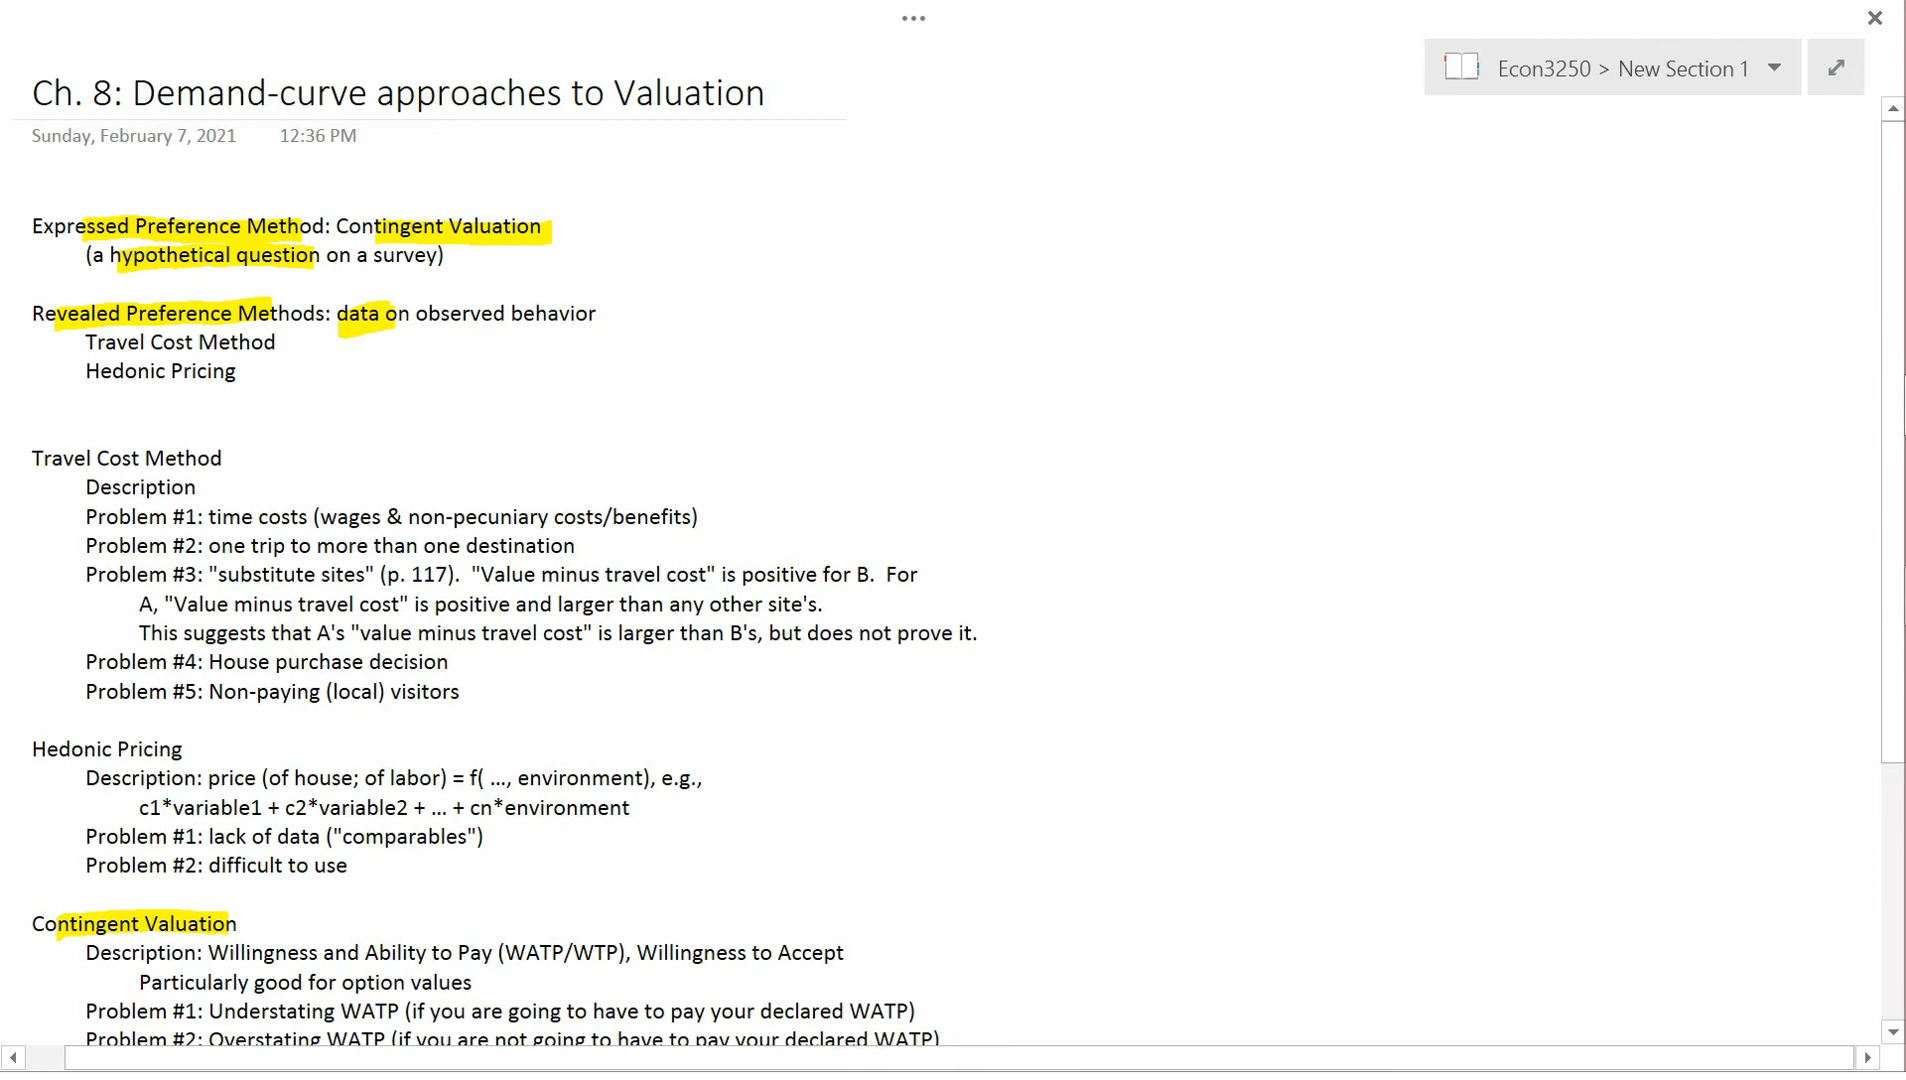 Econ3250 > New Section 1
Ch. 8: Demand-curve approaches to Valuation
Sunday, February 7, 2021 12:36 PM
Expressed Preference Method: Contingent Valuation
(a hypothetical question on a survey)
Revealed Preference Methods: data on observed behavior
Travel Cost Method
Hedonic Pricing
Travel Cost Method
Description
Problem #1: time costs (wages & non-pecuniary costs/benefits)
Problem #2: one trip to more than one destination
Problem #3: "substitute sites" (p. 117).  "Value minus travel cost" is positive for B.  For
A, "Value minus travel cost" is positive and larger than any other site's.
This suggests that A's "value minus travel cost" is larger than B's, but does not prove it.
Problem #4: House purchase decision
Problem #5: Non-paying (local) visitors
Hedonic Pricing
Description: price (of house; of labor) = f( ..., environment), e.g.,
c1*variable1 + c2*variable2 + ... + cn*environment
Problem #1: lack of data ("comparables")
Problem #2: difficult to use
Contingent Valuation
Description: Willingness and Ability to Pay (WATP/WTP), Willingness to Accept
Particularly good for option values
Problem #1: Understating WATP (if you are going to have to pay your declared WATP)
Problem #2: Overstating WATP (if you are not going to have to pay your declared WATP)